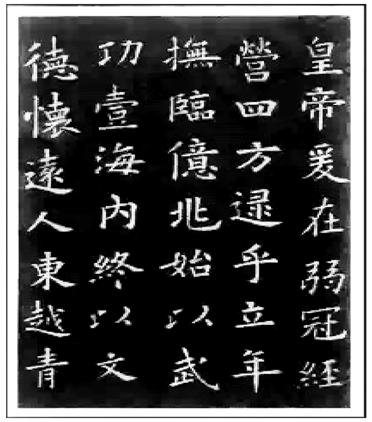 皇帝爰在弱冠經
營四方逮乎立年
撫臨億兆始以武
功壹海內終以文
德懷遠人東越青